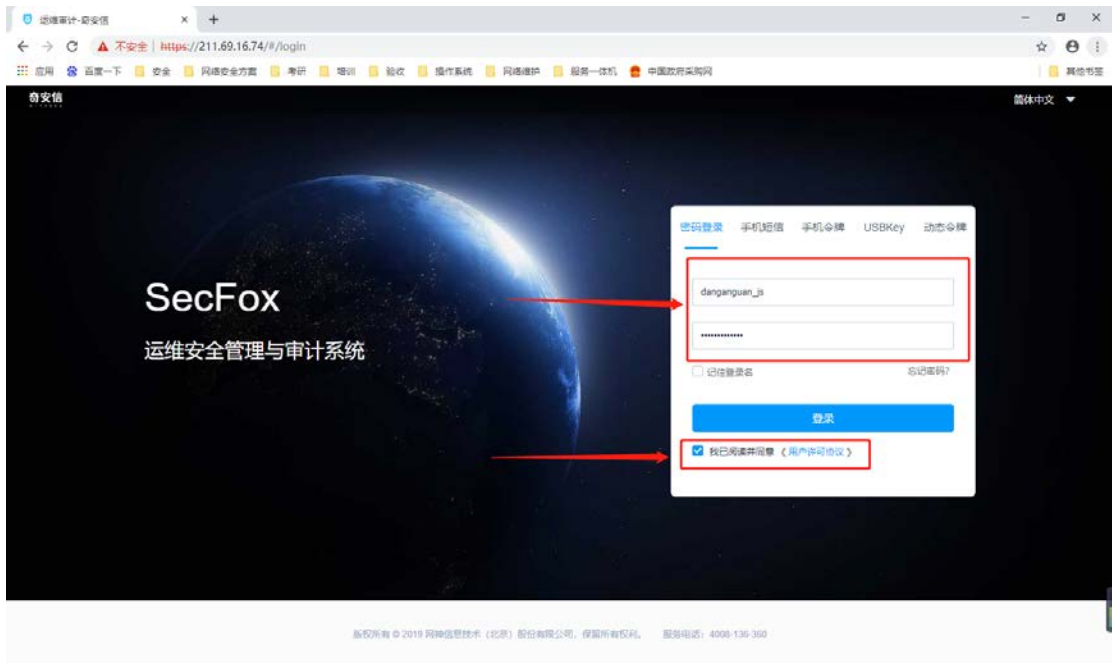 运维审计-奇安信
不安全 https://211.69.16.74/#/login
应用 百度一下 安全 网络安全方面 考研 培训 验收 操作系统 网络维护 超融合一体机 中国政府采购网 其他书签
奇安信
简体中文
密码登录 手机短信 手机令牌 USBKey 动态令牌
danganguan_js
•••••••••••••
SecFox
运维安全管理与审计系统
记住登录名 忘记密码?
登录
我已阅读并同意《用户许可协议》
版权所有 © 2019 网神信息技术(北京)股份有限公司,保留所有权利。 服务电话:4008-136-360